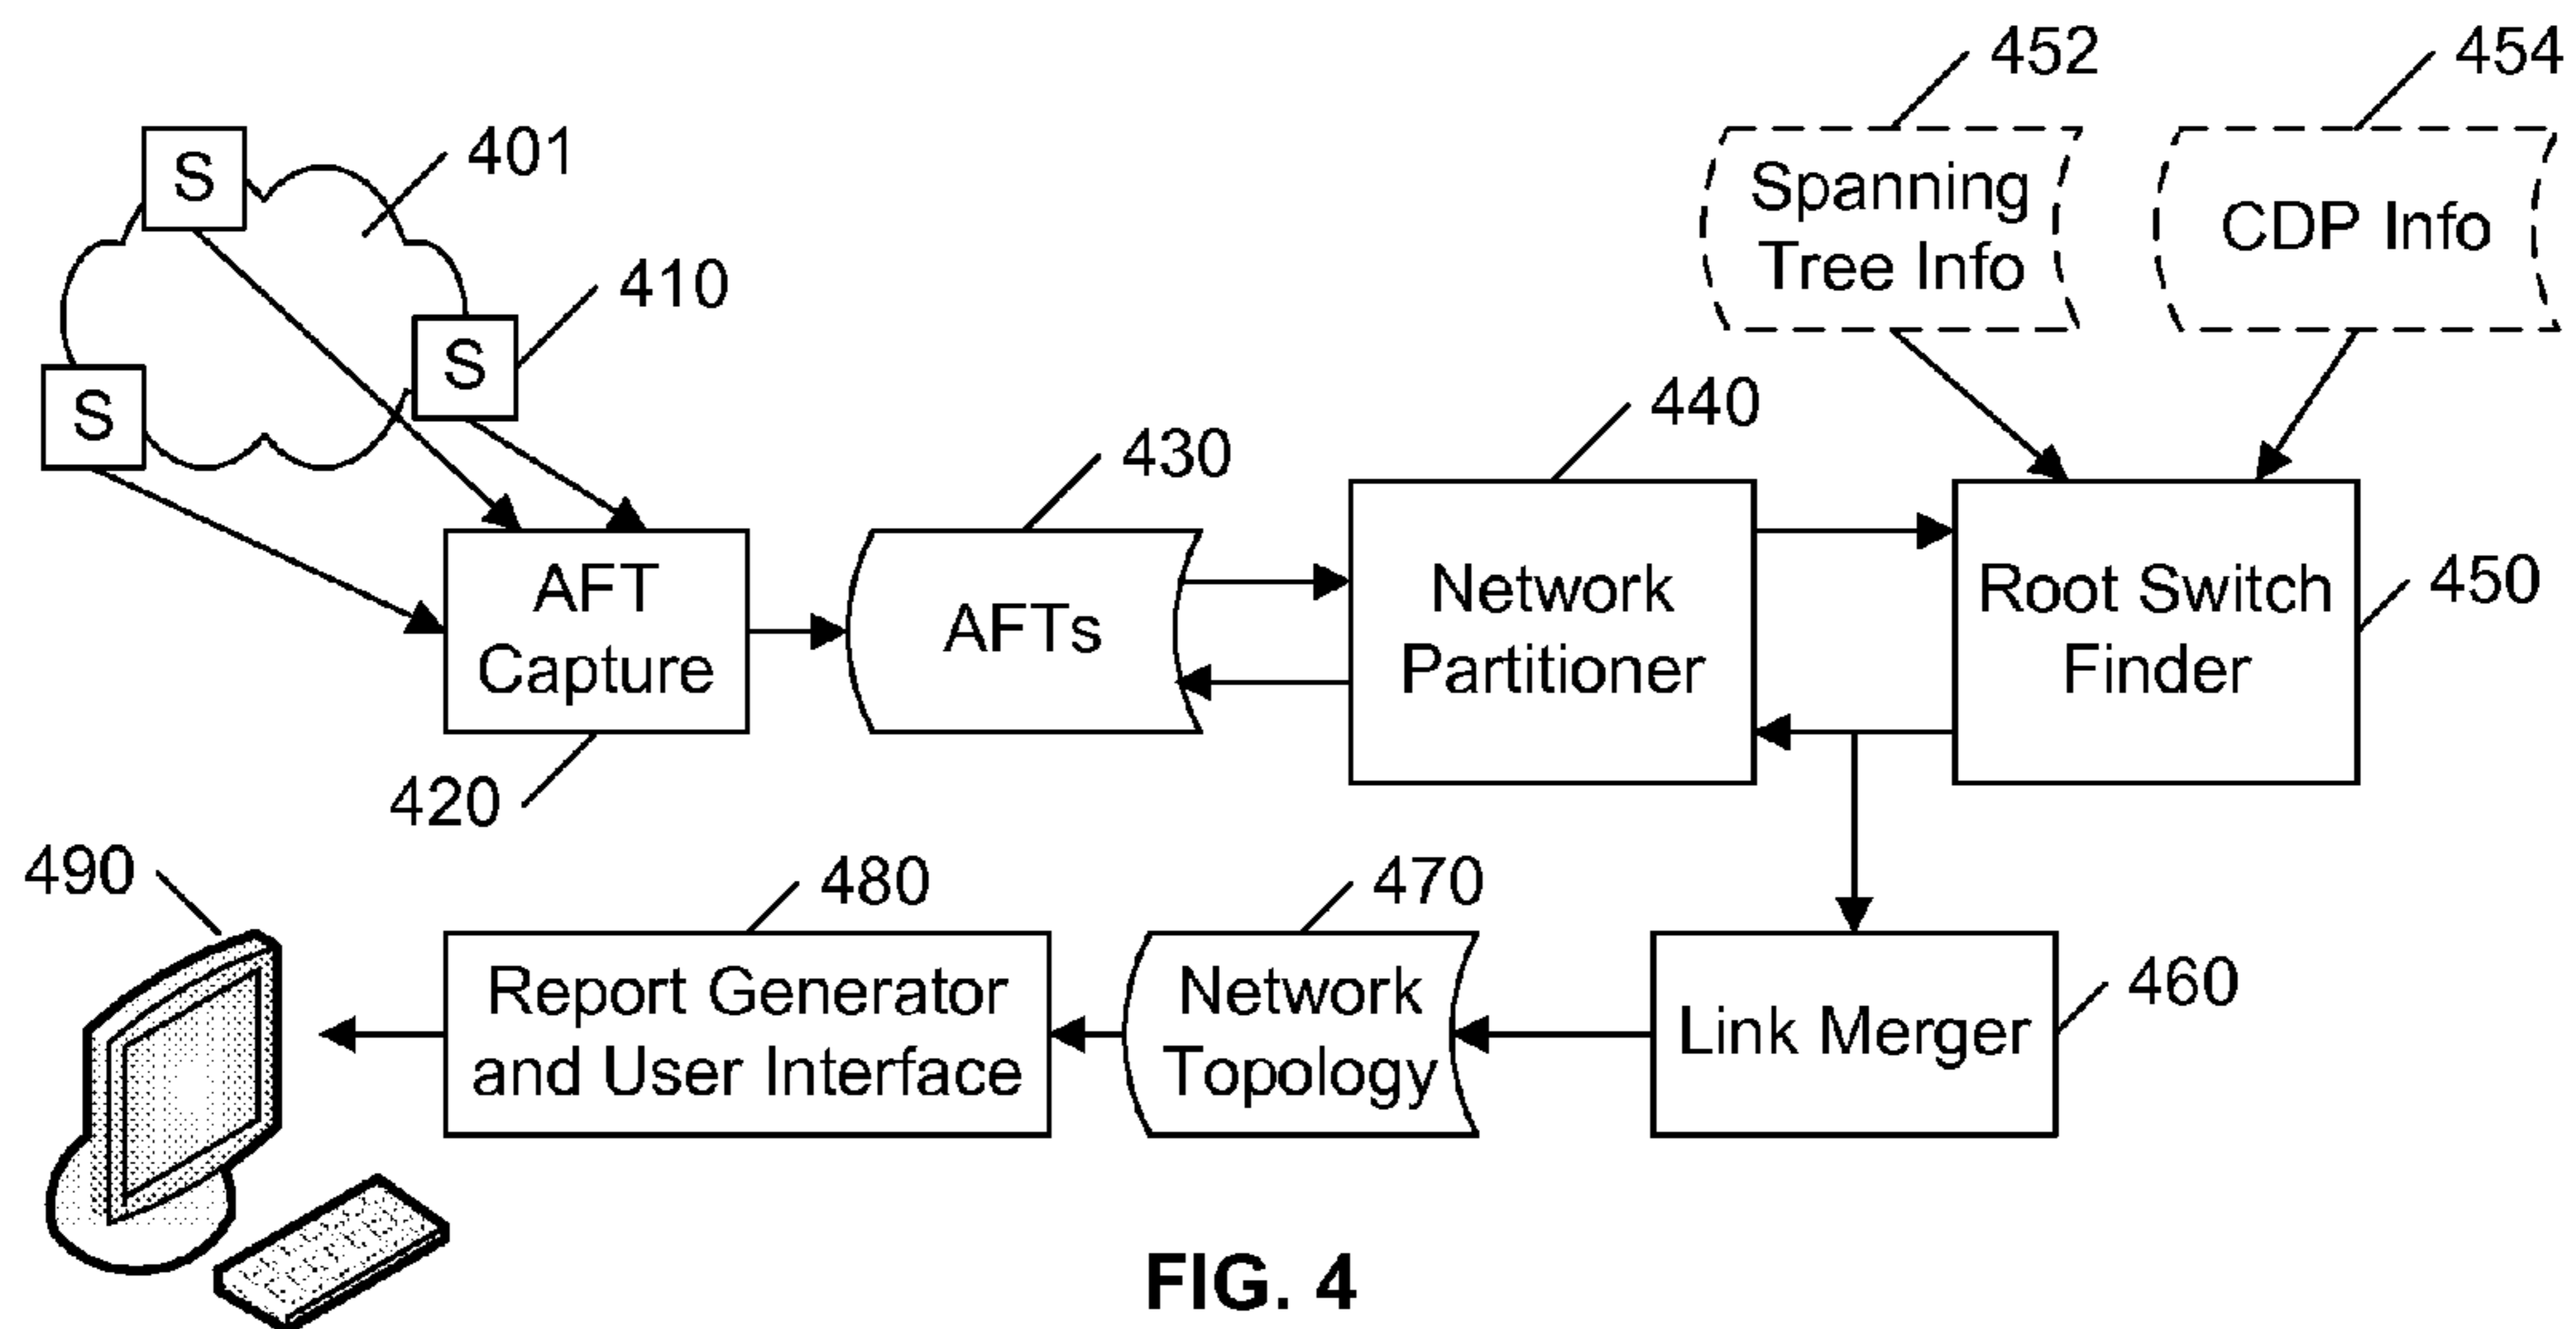 452
454
S
401
Spanning
Tree Info
CDP Info
410
S
S
440
430
AFT
Capture
AFTs
Network
Partitioner
Root Switch
Finder
450
420
490
480
470
Report Generator
and User Interface
Network
Topology
Link Merger
460
FIG. 4